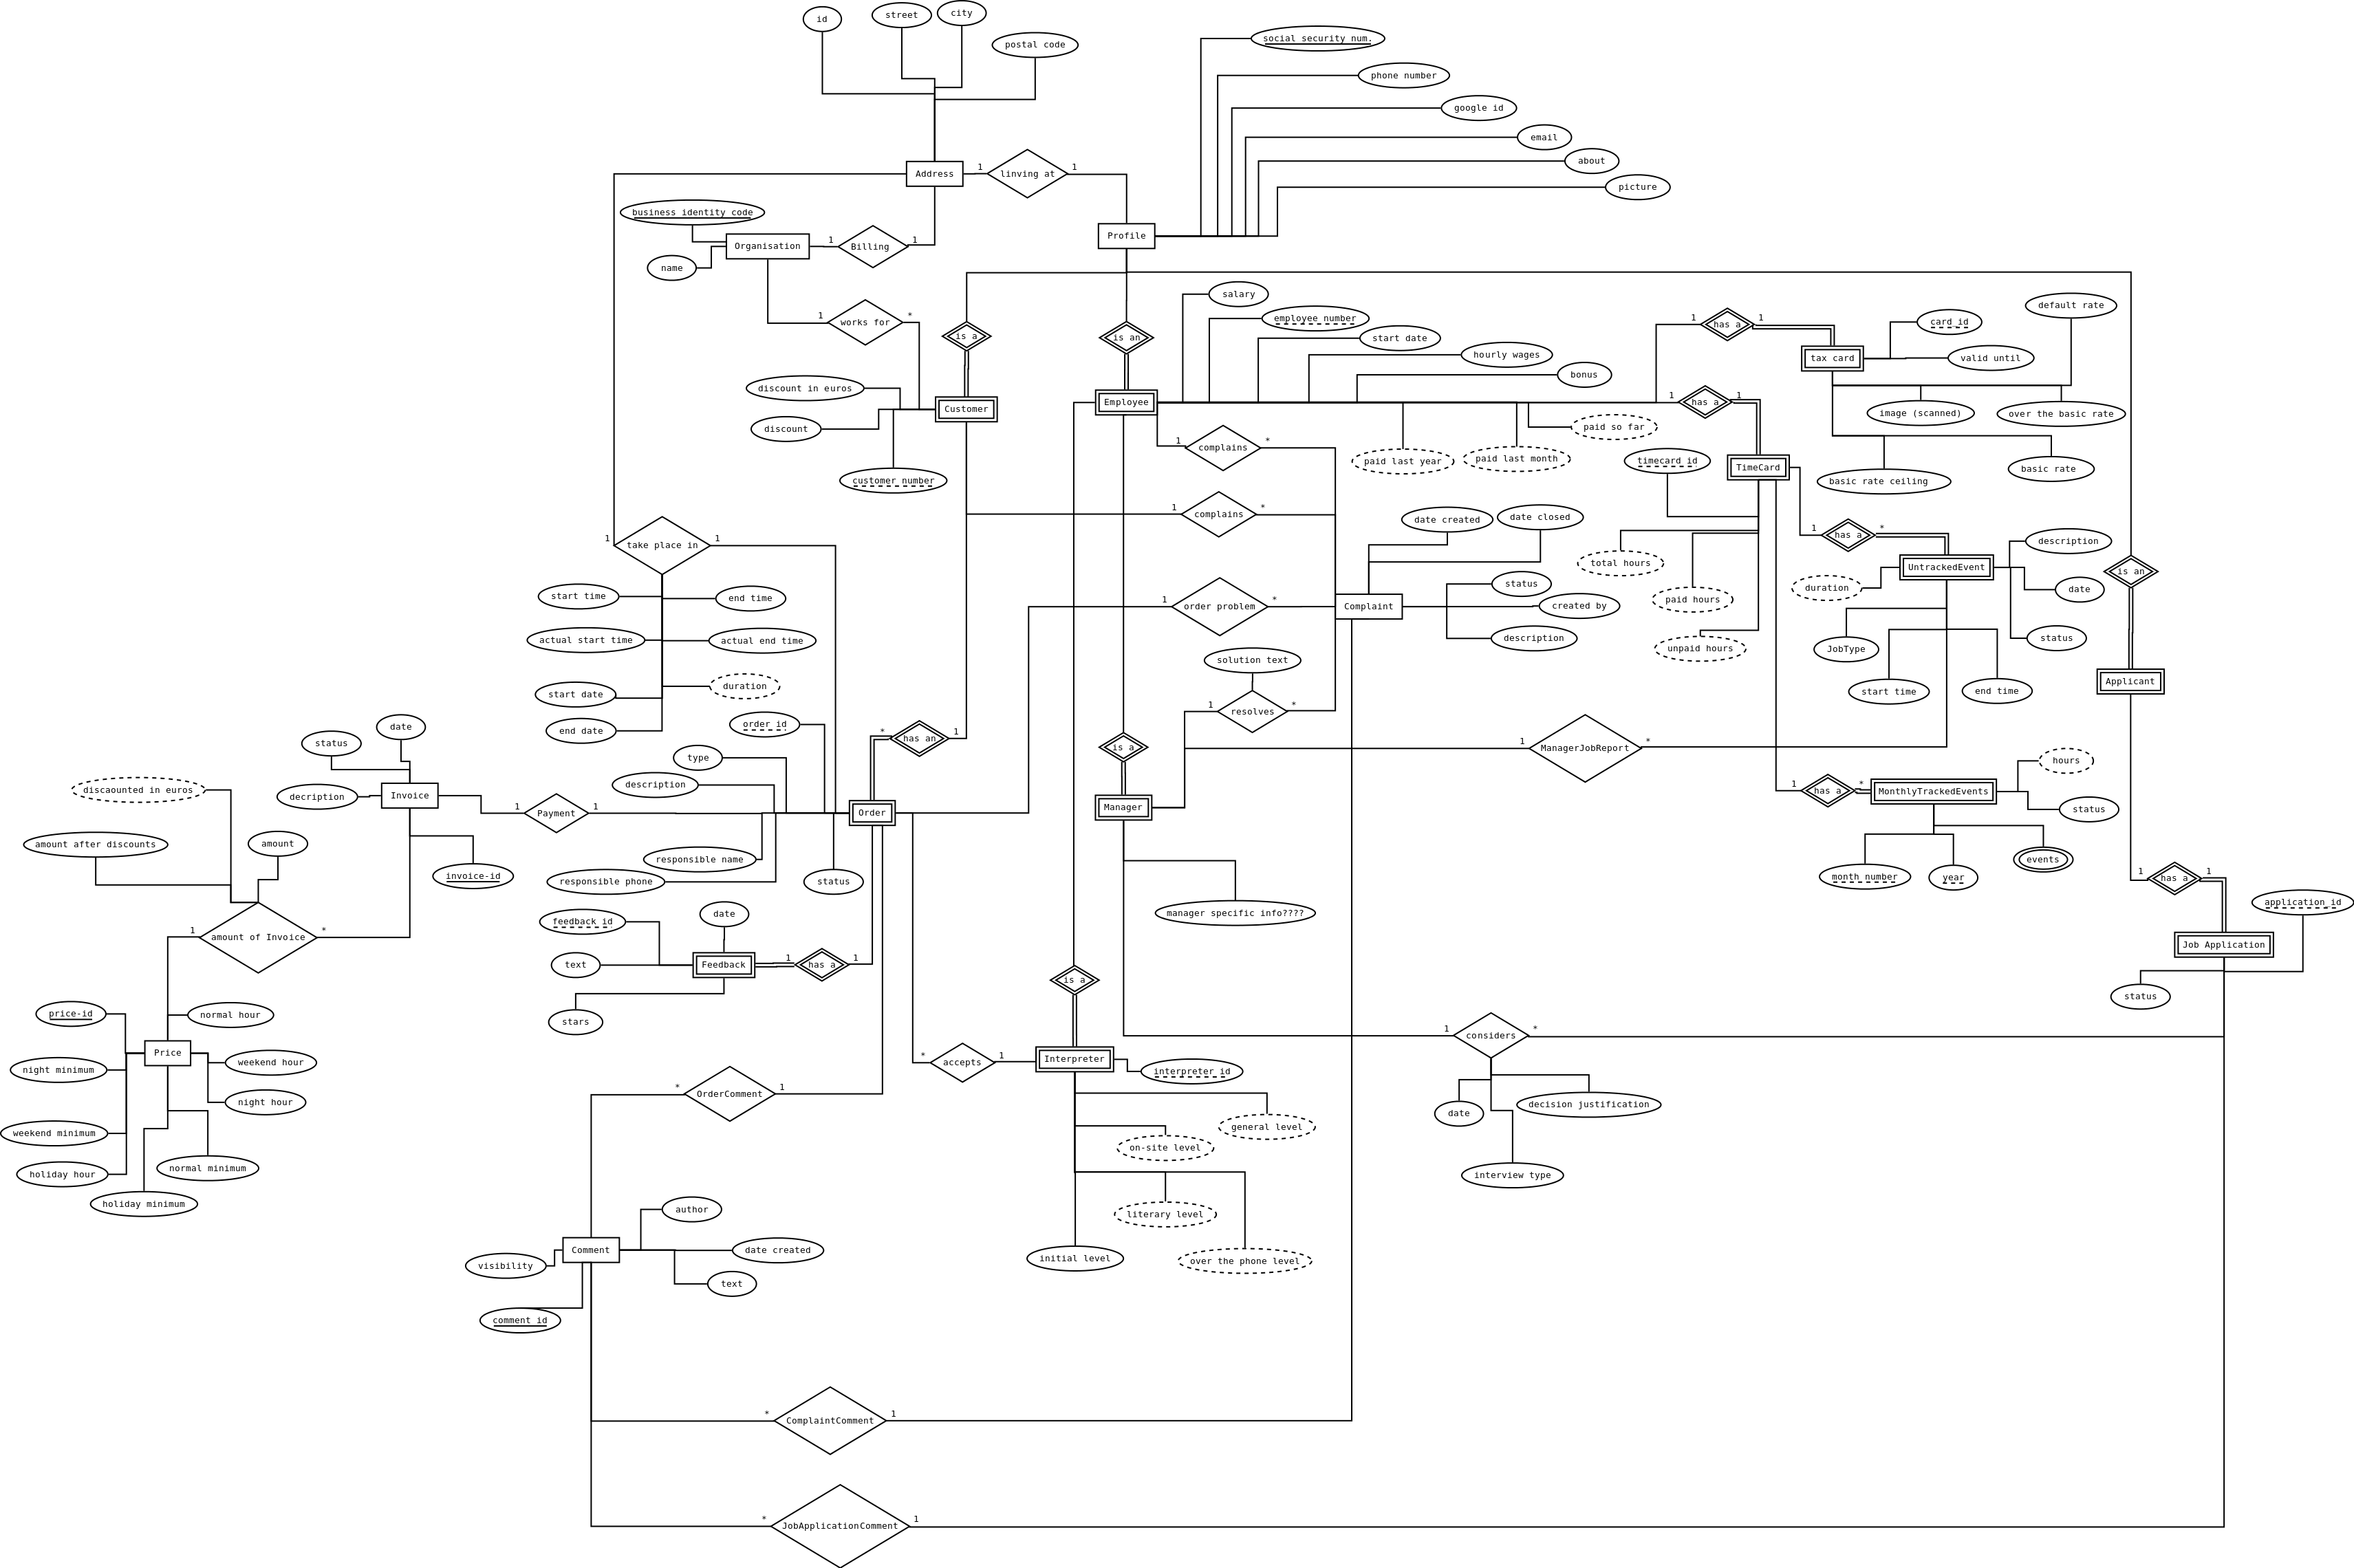 id
street
city
postal code
social security num.
phone number
google id
email
about
picture
Address
1
linving at
1
business identity code
Organisation
1
Billing
1
name
Profile
1
works for
*
is a
is an
salary
employee number
start date
hourly wages
bonus
1
has a
1
card_id
default rate
tax card
valid until
image (scanned)
over the basic rate
basic rate ceiling
basic rate
discount in euros
discount
Customer
customer number
Employee
1
has a
1
paid so far
paid last year
paid last month
1
complains
*
timecard id
TimeCard
1
complains
*
date created
date closed
total hours
paid hours
unpaid hours
1
has a
*
description
UntrackedEvent
duration
date
JobType
status
start time
end time
is an
Applicant
1
take place in
1
start time
end time
actual start time
actual end time
start date
duration
end date
1
order problem
*
Complaint
status
created by
description
solution text
1
resolves
*
order id
*
has an
1
type
description
is a
1
ManagerJobReport
*
hours
date
status
discaounted in euros
decription
Invoice
1
Payment
1
Order
Manager
1
has a
*
MonthlyTrackedEvents
status
amount after discounts
amount
invoice-id
responsible name
responsible phone
status
month number
year
events
1
has a
1
application_id
1
amount of Invoice
*
feedback id
date
manager specific info????
Job Application
text
Feedback
1
has a
1
stars
is a
status
price-id
normal hour
Price
weekend hour
night minimum
night hour
weekend minimum
holiday hour
normal minimum
holiday minimum
*
accepts
1
Interpreter
interpreter id
1
considers
*
*
OrderComment
1
date
decision justification
interview type
general level
on-site level
literary level
initial level
over the phone level
author
Comment
date created
visibility
text
comment id
*
ComplaintComment
1
*
JobApplicationComment
1